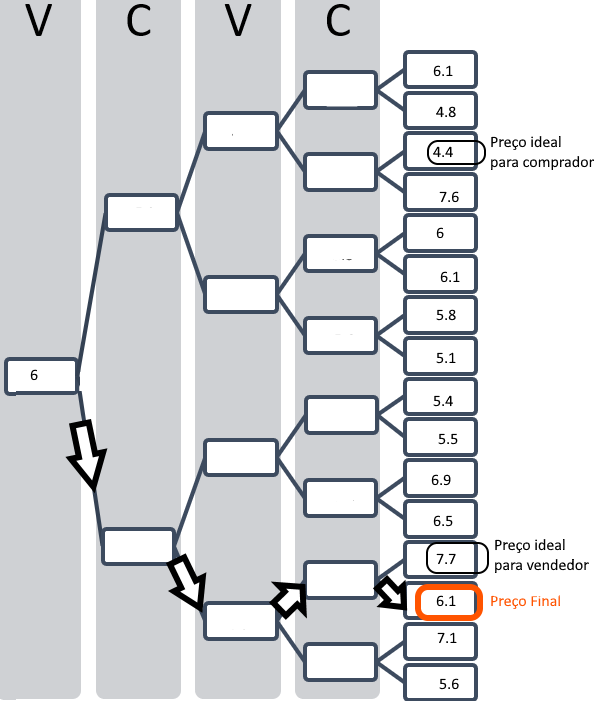 V C V C
6.1
4.8
4.4
Preço ideal
para comprador
7.6
6
6.1
5.8
5.1
6
5.4
5.5
6.9
6.5
7.7
Preço ideal
para vendedor
6.1
Preço Final
7.1
5.6